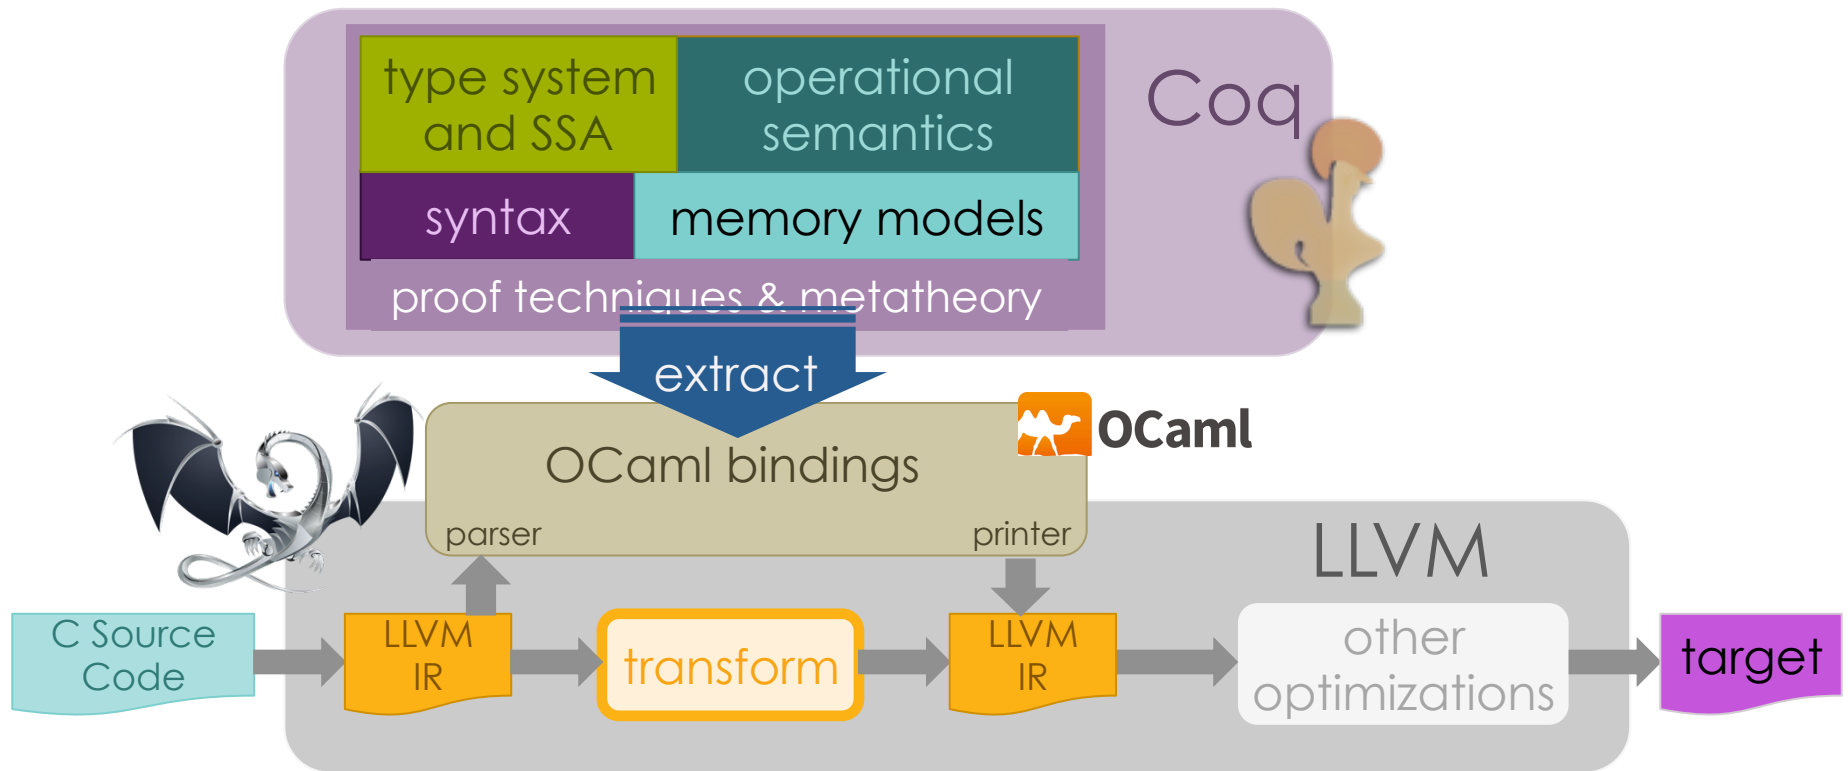 type system
and SSA
operational
semantics
Coq
syntax
memory models
proof techniques & metatheory
extract
OCaml
OCaml bindings
parser
printer
LLVM
C Source
Code
LLVM
IR
transform
LLVM
IR
other
optimizations
target